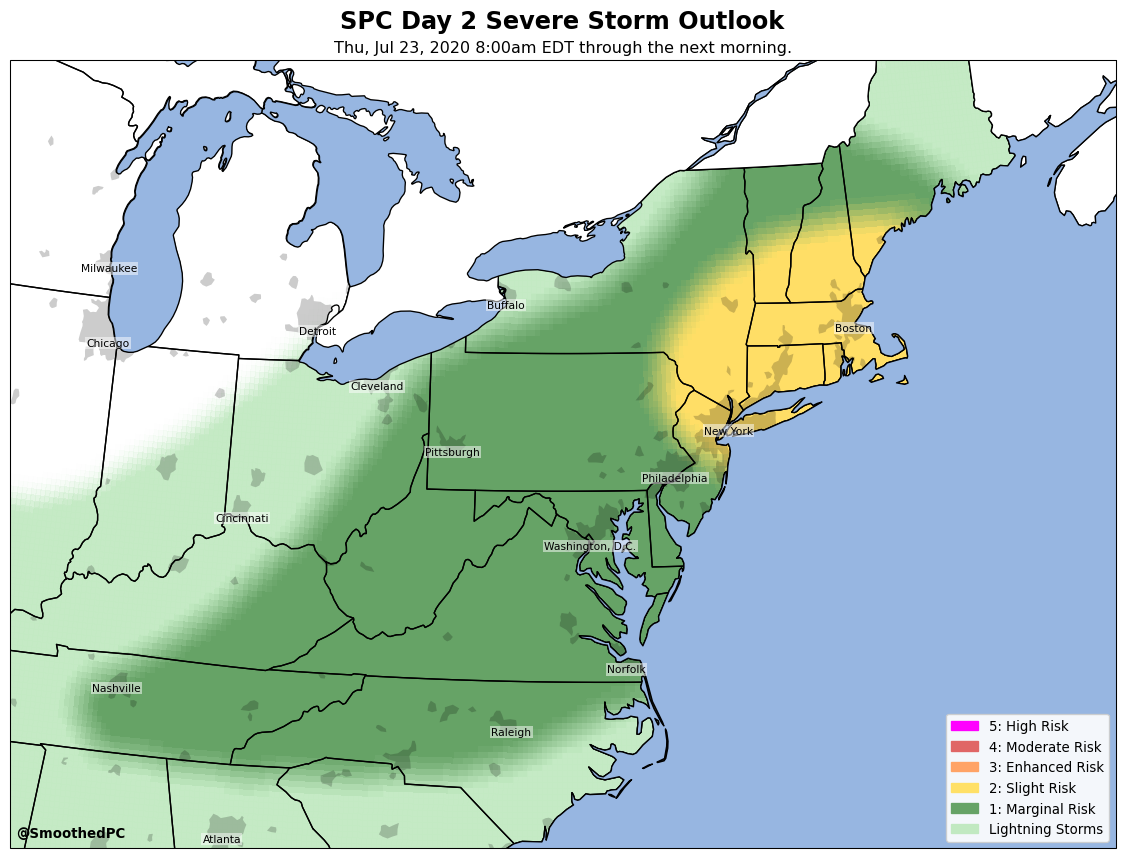 SPC Day 2 Severe Storm Outlook
Thu, Jul 23, 2020 8:00am EDT through the next morning.
Milwaukee
Buffalo
Detroit
Boston
Chicago
Cleveland
New York
Pittsburgh
Philadelphia
Cincinnati
Washington, D.C.
Norfolk
Nashville
Raleigh
Atlanta
5: High Risk
4: Moderate Risk
3: Enhanced Risk
2: Slight Risk
1: Marginal Risk
Lightning Storms
@SmoothedPC